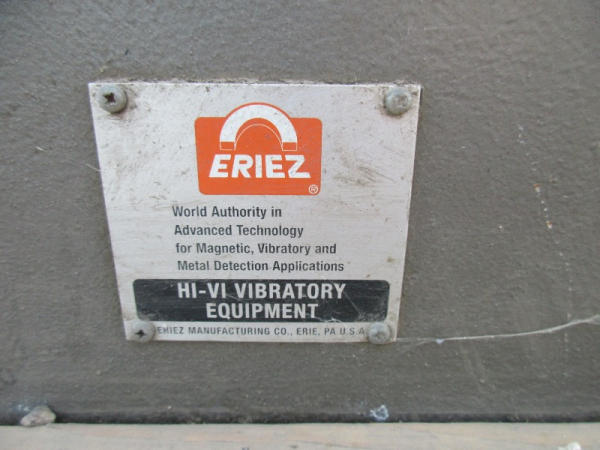 ERIEZ
®
World Authority in
Advanced Technology
for Magnetic, Vibratory and
Metal Detection Applications
HI-VI VIBRATORY
EQUIPMENT
ERIEZ MANUFACTURING CO., ERIE, PA U.S.A.